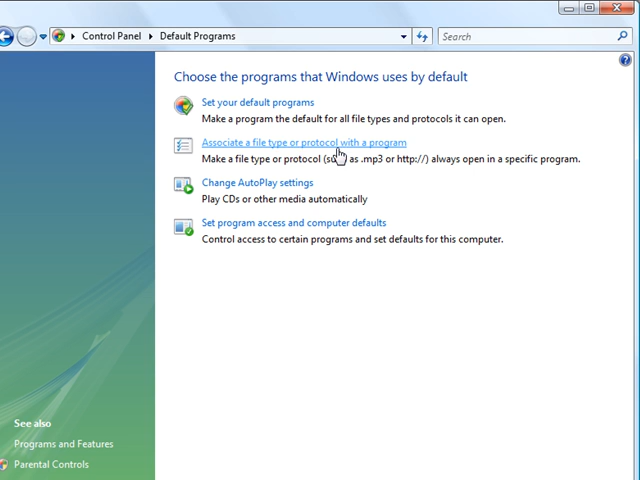 Control Panel Default Programs
Search
Choose the programs that Windows uses by default
Set your default programs
Make a program the default for all file types and protocols it can open.
Associate a file type or protocol with a program
Make a file type or protocol (su as .mp3 or http://) always open in a specific program.
Change AutoPlay settings
Play CDs or other media automatically
Set program access and computer defaults
Control access to certain programs and set defaults for this computer.
See also
Programs and Features
Parental Controls